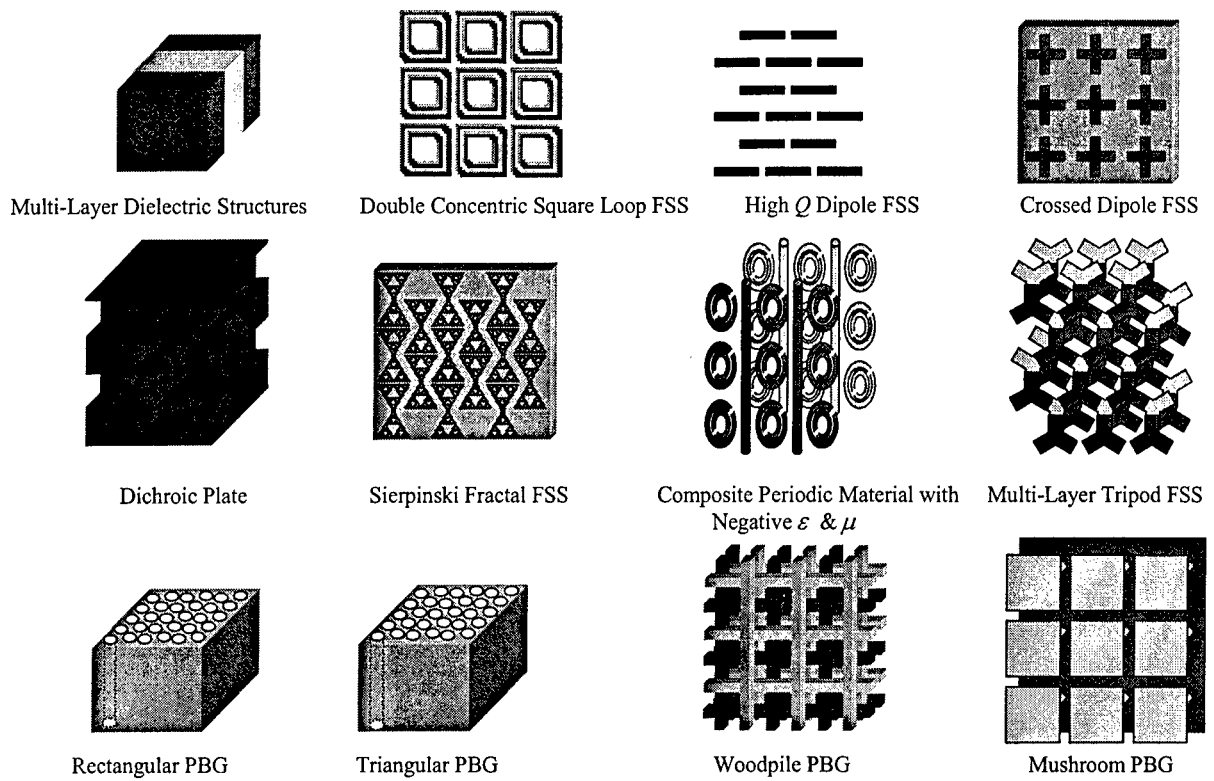 Multi-Layer Dielectric Structures
Double Concentric Square Loop FSS
High Q Dipole FSS
Crossed Dipole FSS
Dichroic Plate
Sierpinski Fractal FSS
Composite Periodic Material with
Negative ε & μ
Multi-Layer Tripod FSS
Rectangular PBG
Triangular PBG
Woodpile PBG
Mushroom PBG